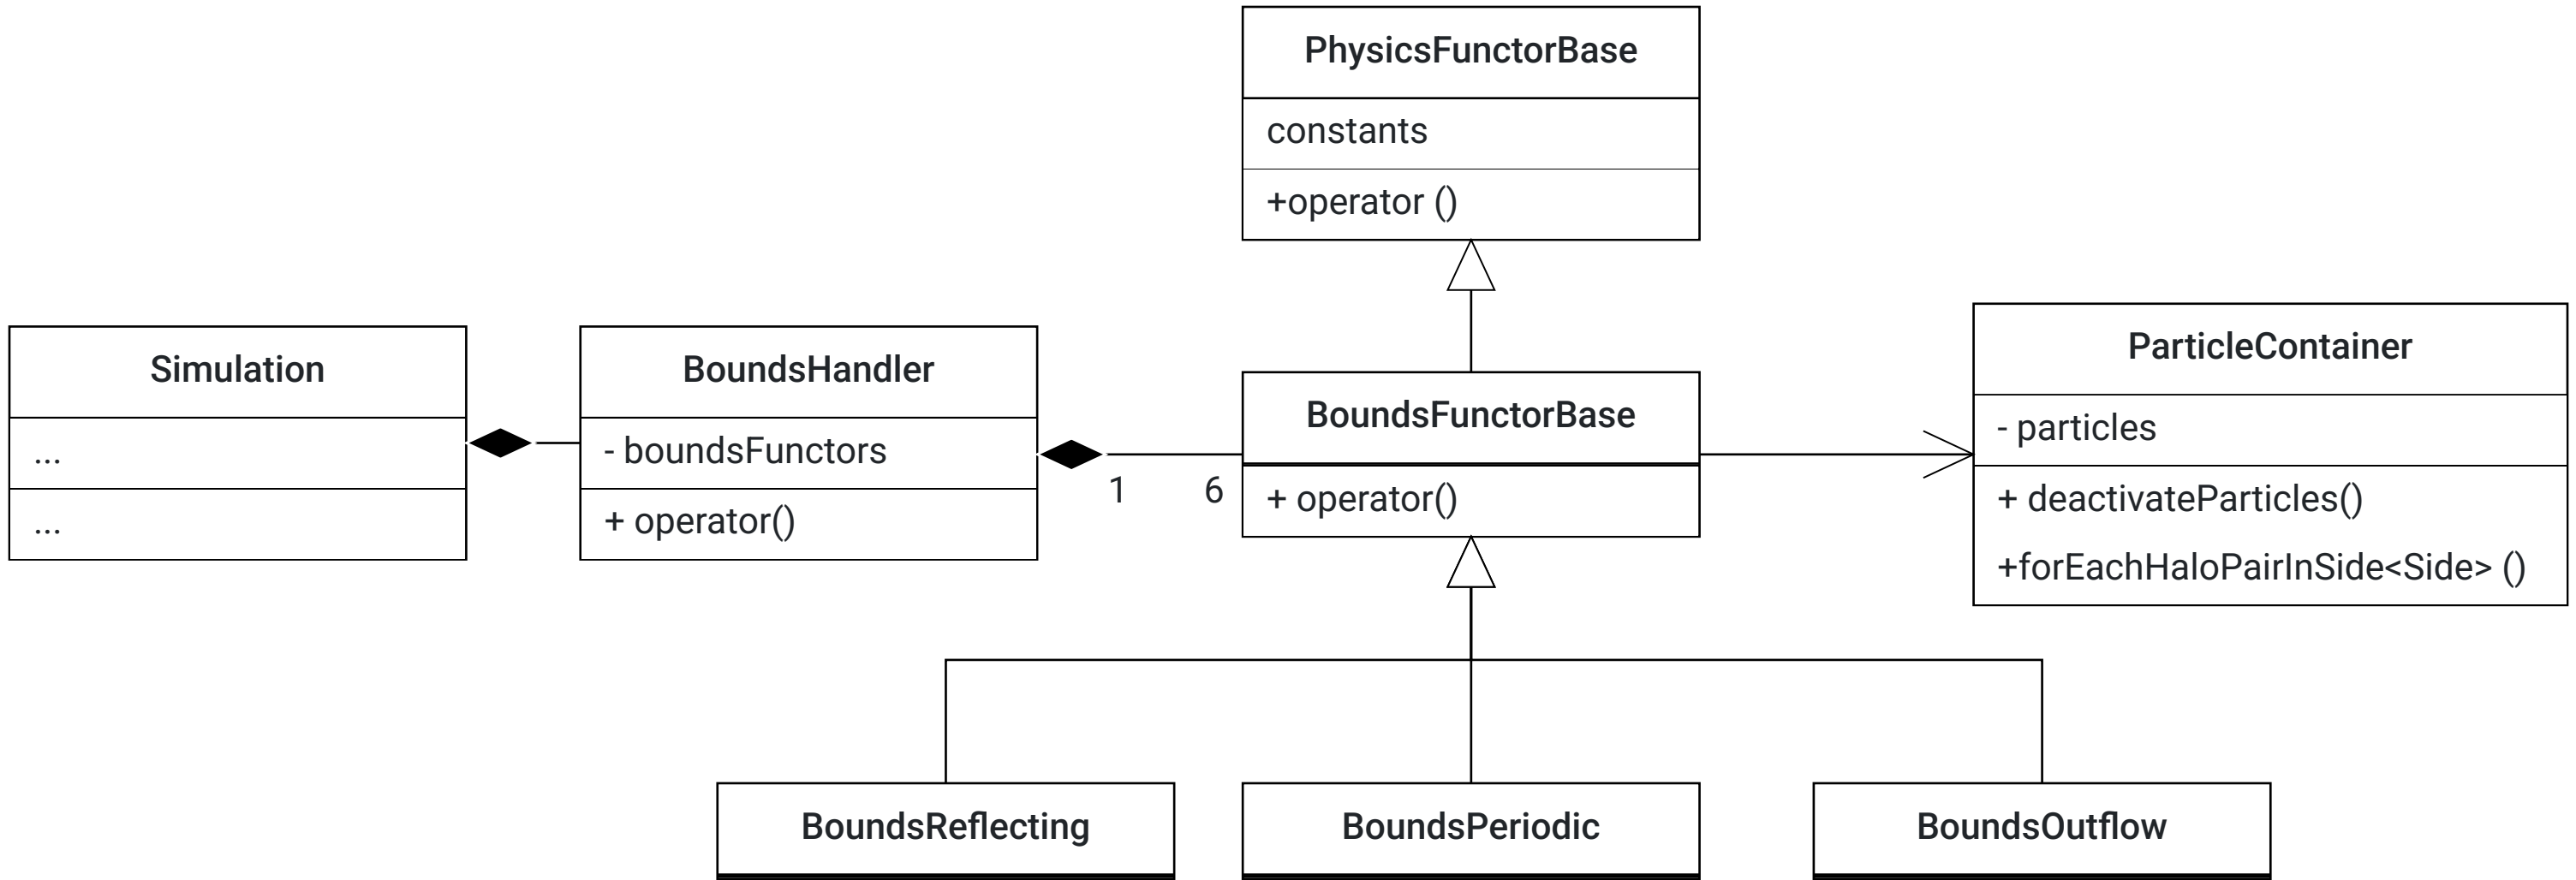 PhysicsFunctorBase
constants
+operator ()
Simulation
...
...
BoundsHandler
- boundsFunctors
+ operator()
1
6
BoundsFunctorBase
+ operator()
ParticleContainer
- particles
+ deactivateParticles()
+forEachHaloPairInSide<Side> ()
BoundsReflecting
BoundsPeriodic
BoundsOutflow